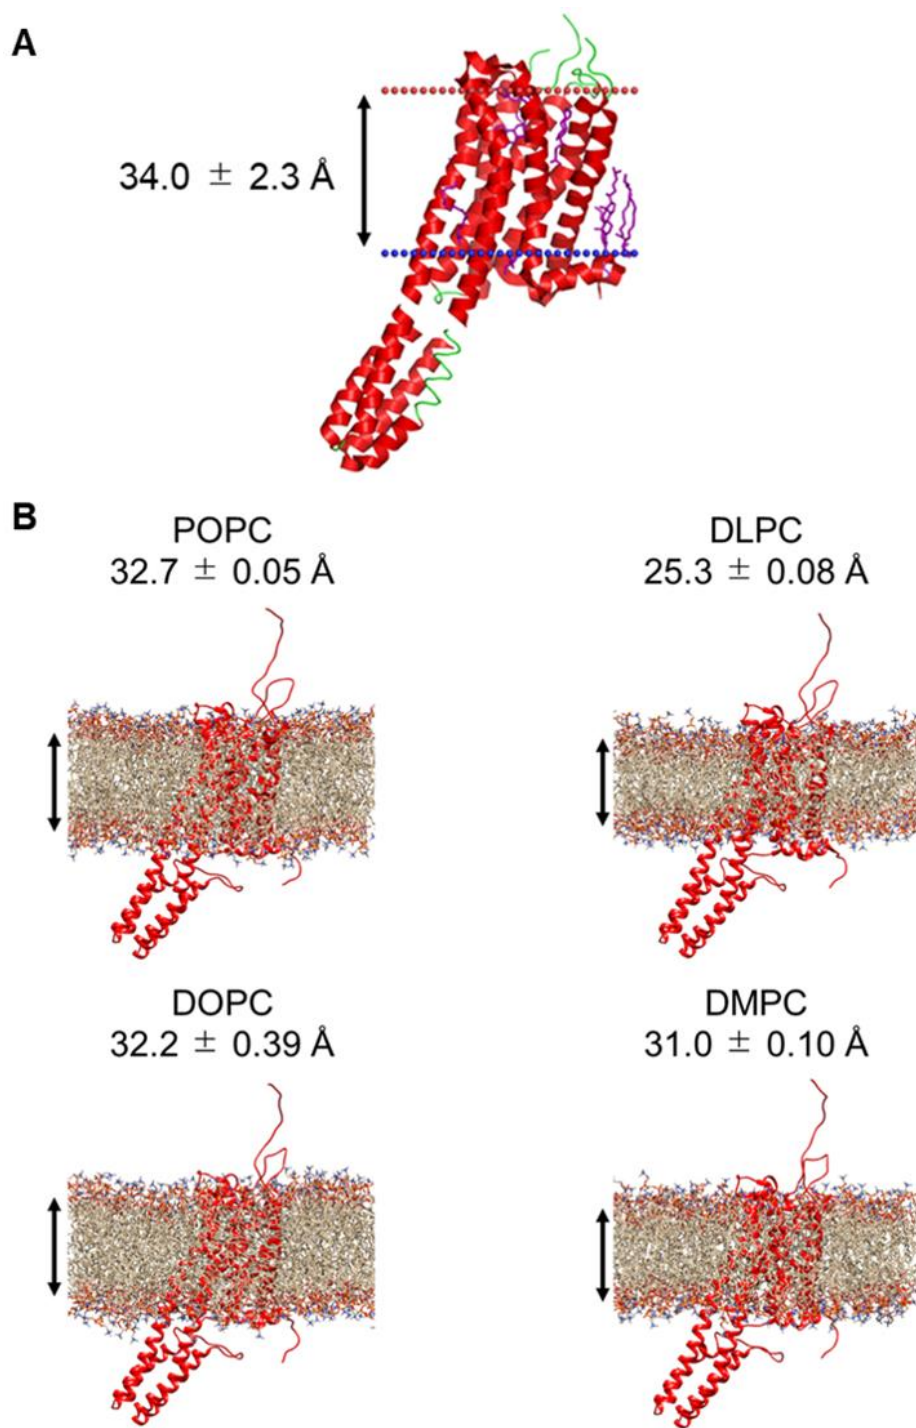 A
34.0 ± 2.3 Å
B
POPC
32.7 ± 0.05 Å
DLPC
25.3 ± 0.08 Å
DOPC
32.2 ± 0.39 Å
DMPC
31.0 ± 0.10 Å